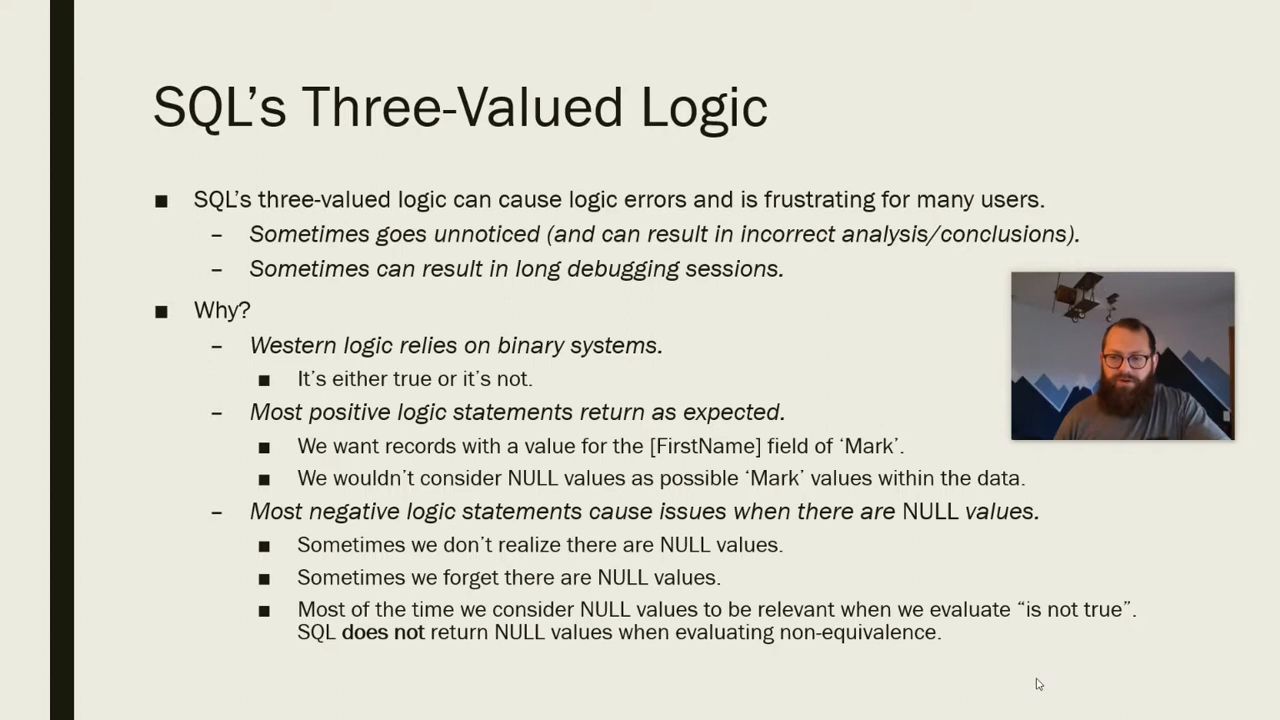 SQL’s Three-Valued Logic
■ SQL’s three-valued logic can cause logic errors and is frustrating for many users.
– Sometimes goes unnoticed (and can result in incorrect analysis/conclusions).
– Sometimes can result in long debugging sessions.
■ Why?
– Western logic relies on binary systems.
■ It’s either true or it’s not.
– Most positive logic statements return as expected.
■ We want records with a value for the [FirstName] field of ‘Mark’.
■ We wouldn’t consider NULL values as possible ‘Mark’ values within the data.
– Most negative logic statements cause issues when there are NULL values.
■ Sometimes we don’t realize there are NULL values.
■ Sometimes we forget there are NULL values.
■ Most of the time we consider NULL values to be relevant when we evaluate “is not true”.
SQL does not return NULL values when evaluating non-equivalence.